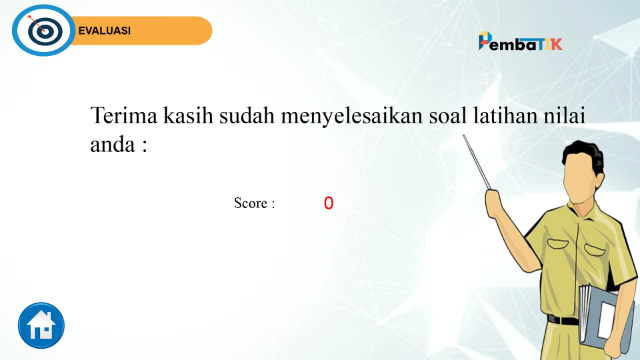 EVALUASI
PembaTIK
Terima kasih sudah menyelesaikan soal latihan nilai
anda :
Score : 0